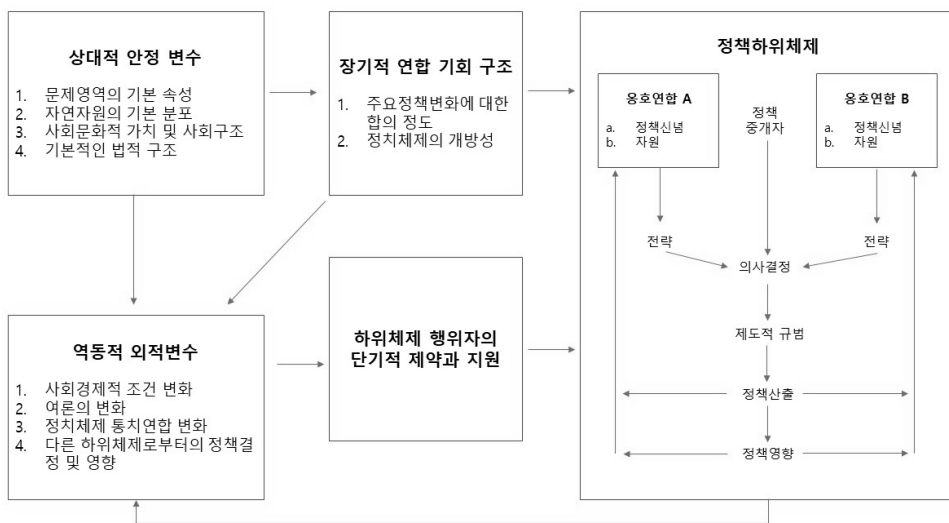 상대적 안정 변수
1. 문제영역의 기본 속성
2. 자연자원의 기본 분포
3. 사회문화적 가치 및 사회구조
4. 기본적인 법적 구조
장기적 연합 기회 구조
1. 주요정책변화에 대한
합의 정도
2. 정치체제의 개방성
역동적 외적변수
1. 사회경제적 조건 변화
2. 여론의 변화
3. 정치체제 통치연합 변화
4. 다른 하위체제로부터의 정책결
정 및 영향
하위체제 행위자의
단기적 제약과 지원
정책하위체제
옹호연합 A
a. 정책신념
b. 자원
정책
중개자
옹호연합 B
a. 정책신념
b. 자원
전략
전략
의사결정
제도적 규범
정책산출
정책영향